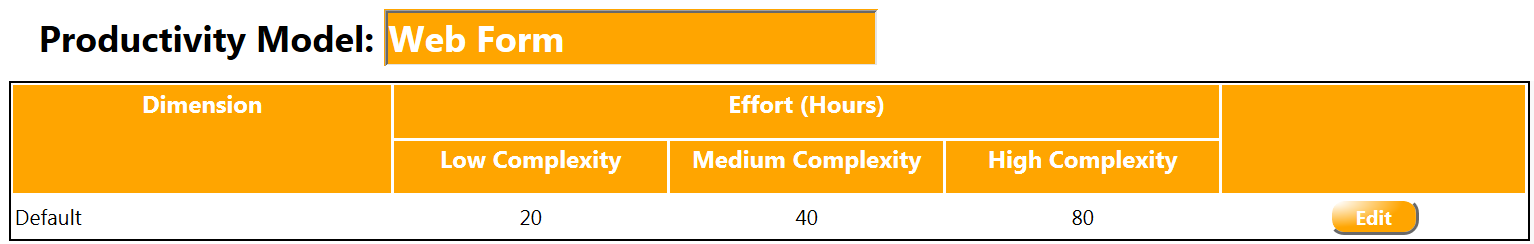 Productivity Model: Web Form
Dimension Effort (Hours)
Low Complexity Medium Complexity High Complexity
Default 20 40 80 Edit